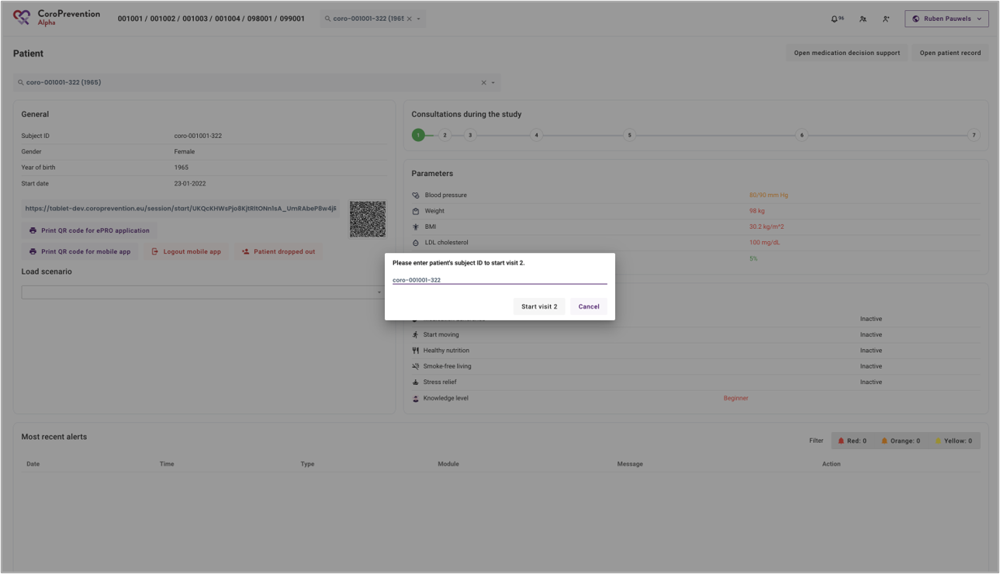 CoroPrevention
Alpha
001001 / 001002 / 001003 / 001004 / 098001 / 099001
coro-001001-322 (1965
96
Ruben Pauwels
Patient
Open medication decision support
Open patient record
coro-001001-322 (1965)
General
Subject ID coro-001001-322
Gender Female
Year of birth 1965
Start date 23-01-2022
https://tablet-dev.coroprevention.eu/session/start/UKQcKHWsPjo8KjtRltONn1sA_UmRAbeP8w4jF
Print QR code for ePRO application
Print QR code for mobile app
Logout mobile app
Patient dropped out
Load scenario
Consultations during the study
1 2 3 4 5 6 7
Parameters
Blood pressure 80/90 mm Hg
Weight 98 kg
BMI 30.2 kg/m^2
LDL cholesterol 100 mg/dL
5%
Please enter patient's subject ID to start visit 2.
coro-001001-322
Start visit 2
Cancel
Inactive
Start moving Inactive
Healthy nutrition Inactive
Smoke-free living Inactive
Stress relief Inactive
Knowledge level Beginner
Most recent alerts
Filter
Red: 0
Orange: 0
Yellow: 0
Date Time Type Module Message Action